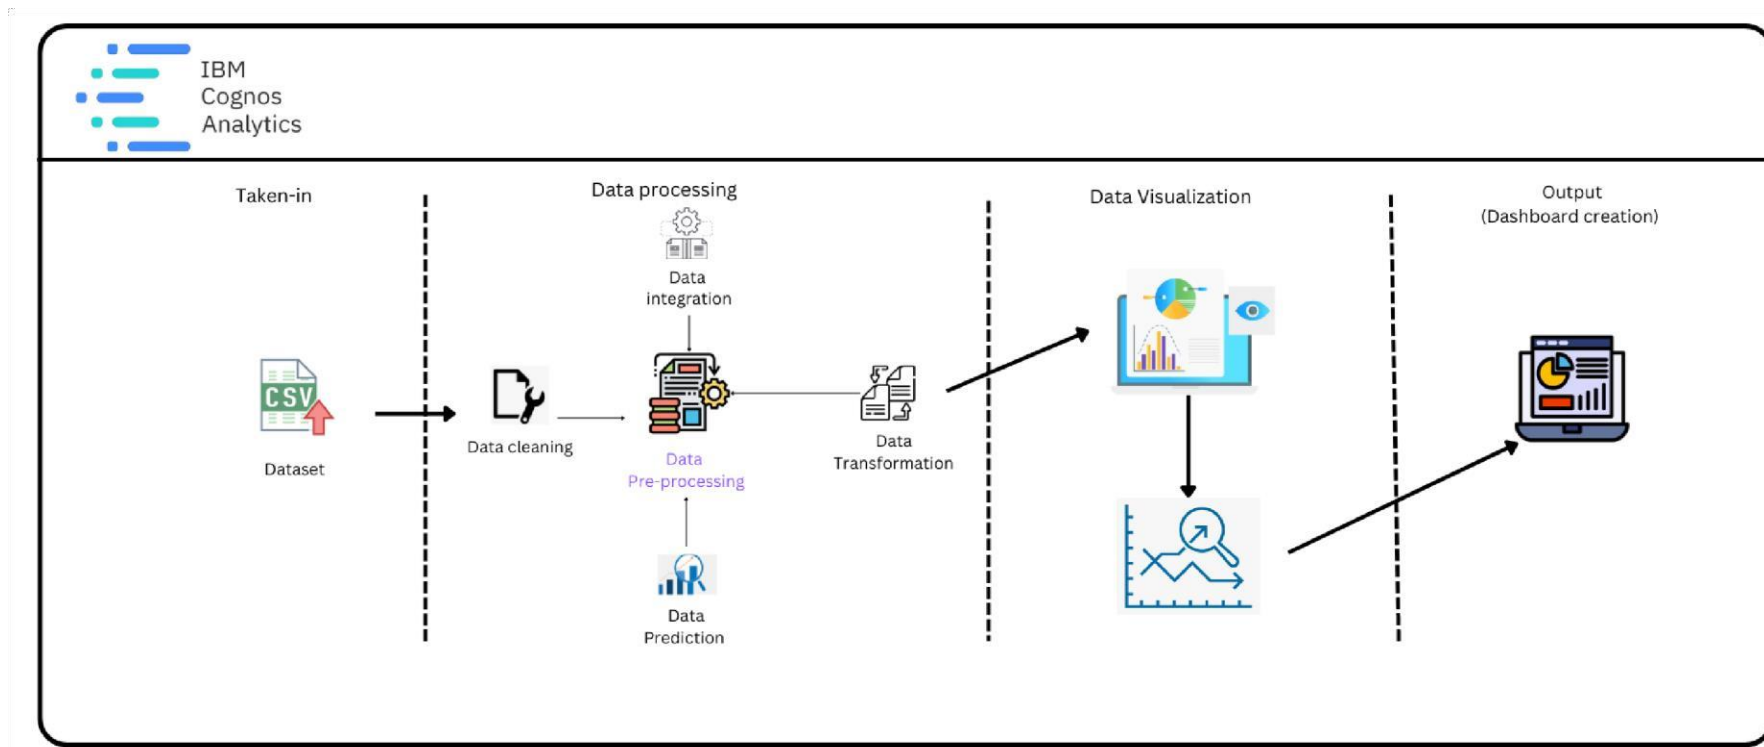 IBM
Cognos
Analytics
Taken-in
Data processing
Data Visualization
Output
(Dashboard creation)
Data
integration
CSV
Dataset
Data cleaning
Data
Pre-processing
Data
Transformation
Data
Prediction